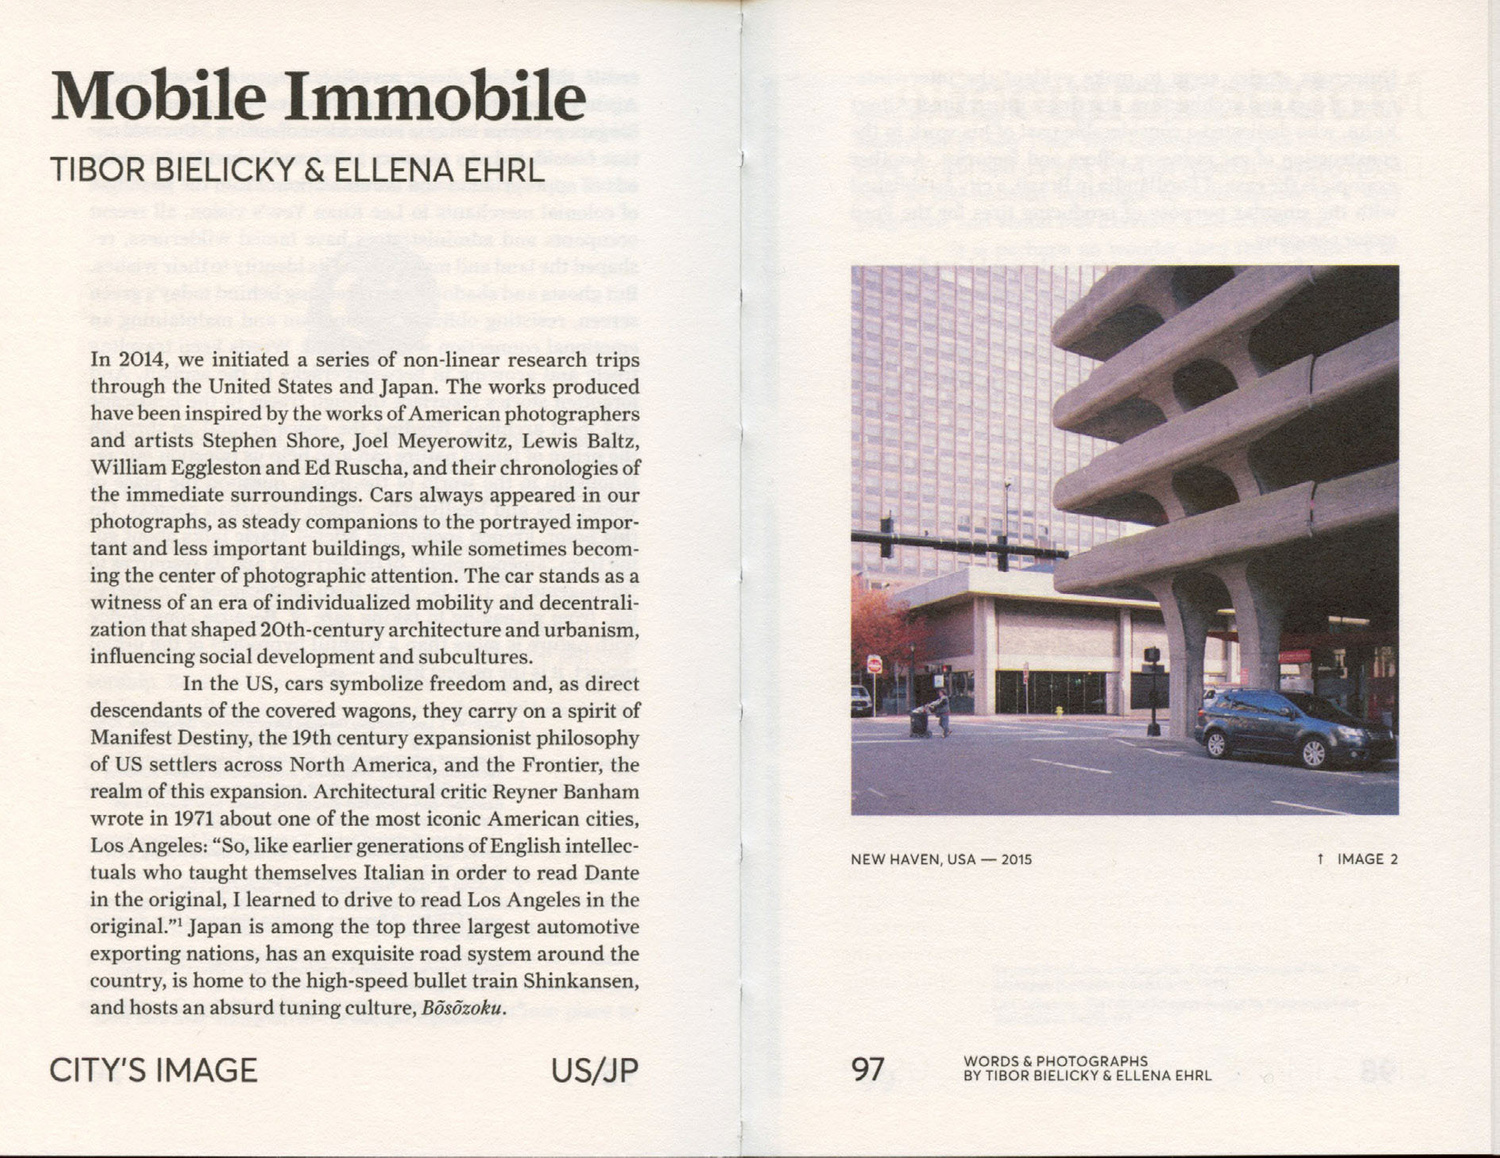 Mobile Immobile
TIBOR BIELICKY & ELLENA EHRL
In 2014, we initiated a series of non-linear research trips
through the United States and Japan. The works produced
have been inspired by the works of American photographers
and artists Stephen Shore, Joel Meyerowitz, Lewis Baltz,
William Eggleston and Ed Ruscha, and their chronologies of
the immediate surroundings. Cars always appeared in our
photographs, as steady companions to the portrayed impor-
tant and less important buildings, while sometimes becom-
ing the center of photographic attention. The car stands as a
witness of an era of individualized mobility and decentrali-
zation that shaped 20th-century architecture and urbanism,
influencing social development and subcultures.
In the US, cars symbolize freedom and, as direct
descendants of the covered wagons, they carry on a spirit of
Manifest Destiny, the 19th century expansionist philosophy
of US settlers across North America, and the Frontier, the
realm of this expansion. Architectural critic Reyner Banham
wrote in 1971 about one of the most iconic American cities,
Los Angeles: “So, like earlier generations of English intellec-
tuals who taught themselves Italian in order to read Dante
in the original, I learned to drive to read Los Angeles in the
original.”¹ Japan is among the top three largest automotive
exporting nations, has an exquisite road system around the
country, is home to the high-speed bullet train Shinkansen,
and hosts an absurd tuning culture, Bõsõzoku.
CITY’S IMAGE
US/JP
NEW HAVEN, USA — 2015
↑ IMAGE 2
97
WORDS & PHOTOGRAPHS
BY TIBOR BIELICKY & ELLENA EHRL